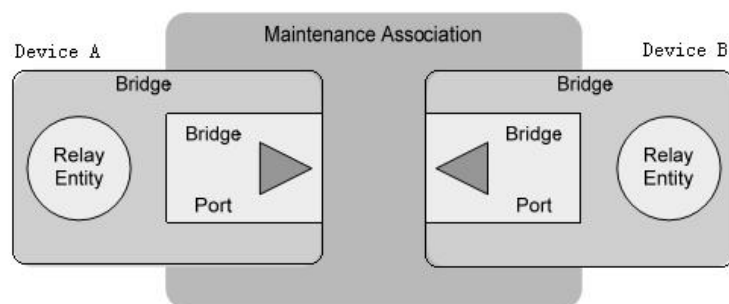 Maintenance Association
Device A
Device B
Bridge
Bridge
Bridge
Port
Relay
Entity
Bridge
Port
Relay
Entity